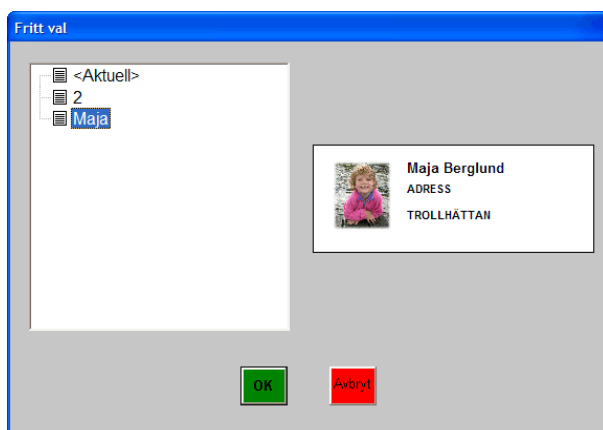 Fritt val
<Aktuell>
2
Maja
Maja Berglund
ADRESS
TROLLHÄTTAN
OK
Avbryt